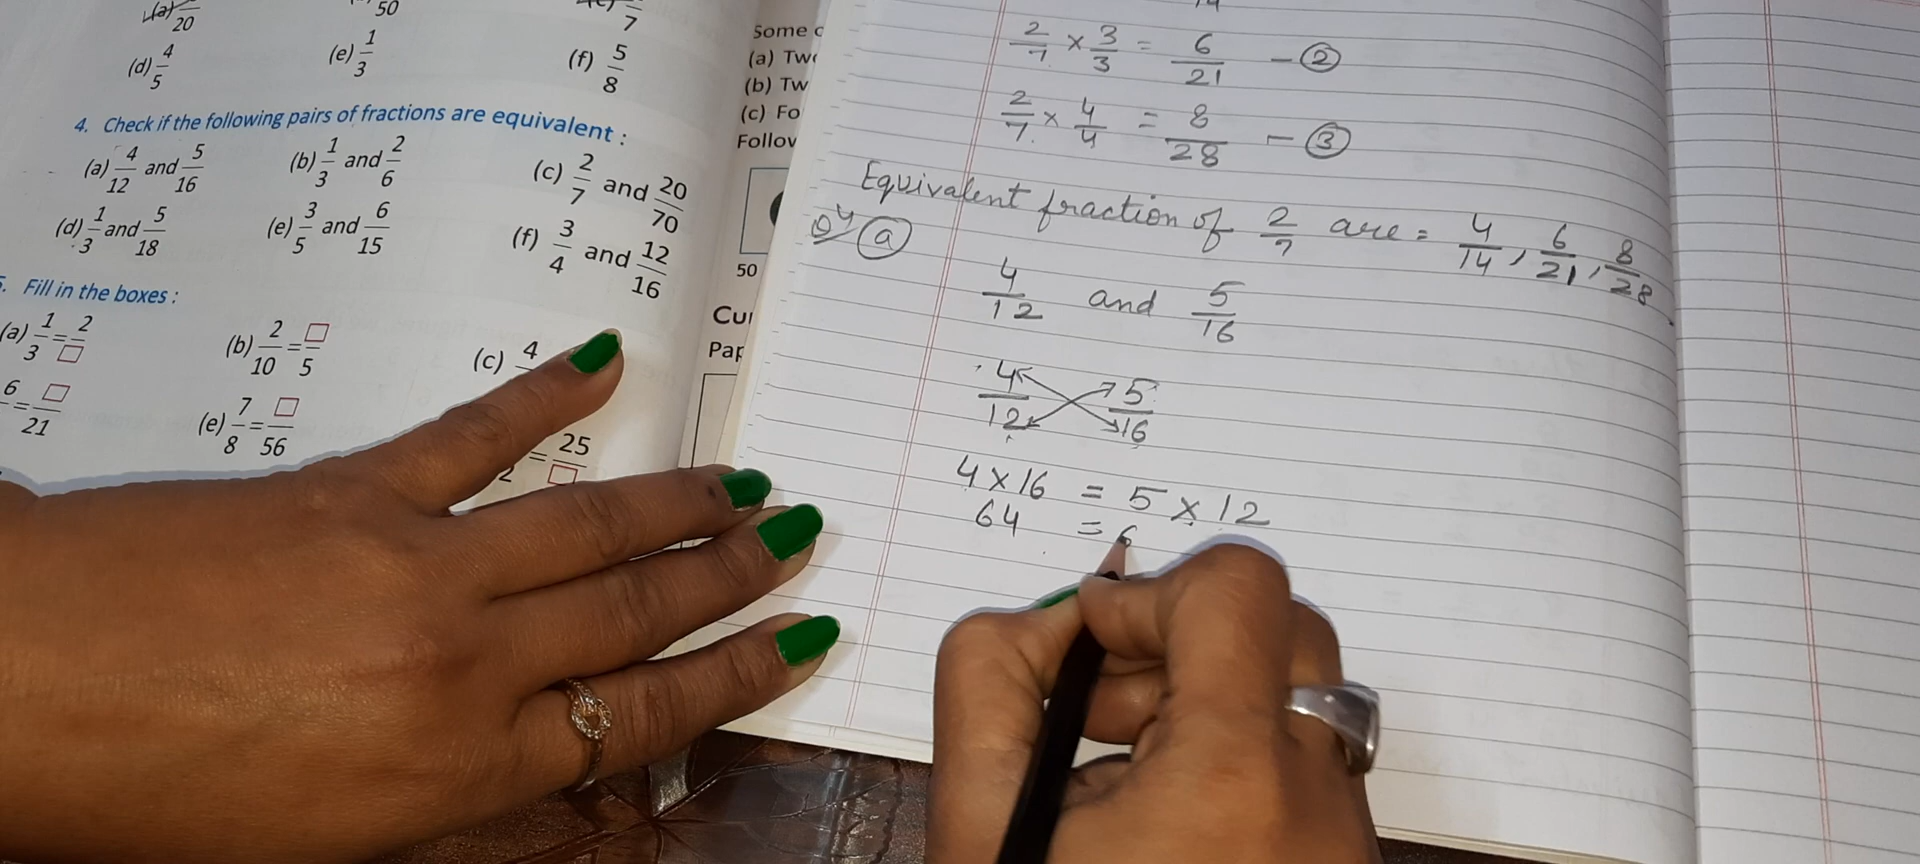 (a) 20 50 (c) 7
(d) 4/5 (e) 1/3 (f) 5/8
4. Check if the following pairs of fractions are equivalent :
(a) 4/12 and 5/16 (b) 1/3 and 2/6 (c) 2/7 and 20/70
(d) 1/3 and 5/18 (e) 3/5 and 6/15 (f) 3/4 and 12/16
. Fill in the boxes :
(a) 1/3 = 2/□ (b) 2/10 = □/5 (c) 4
6 = □/21 (e) 7/8 = □/56 2 = 25/□
Some
(a) Tw
(b) Tw
(c) Fo
Follow
50
Cu
Pap
14
2/7 × 3/3 = 6/21 – ②
2/7 × 4/4 = 8/28 – ③
Equivalent fraction of 2/7 are = 4/14, 6/21, 8/28
Q4 (a)
4/12 and 5/16
4/12 5/16
4 × 16 = 5 × 12
64 = 6